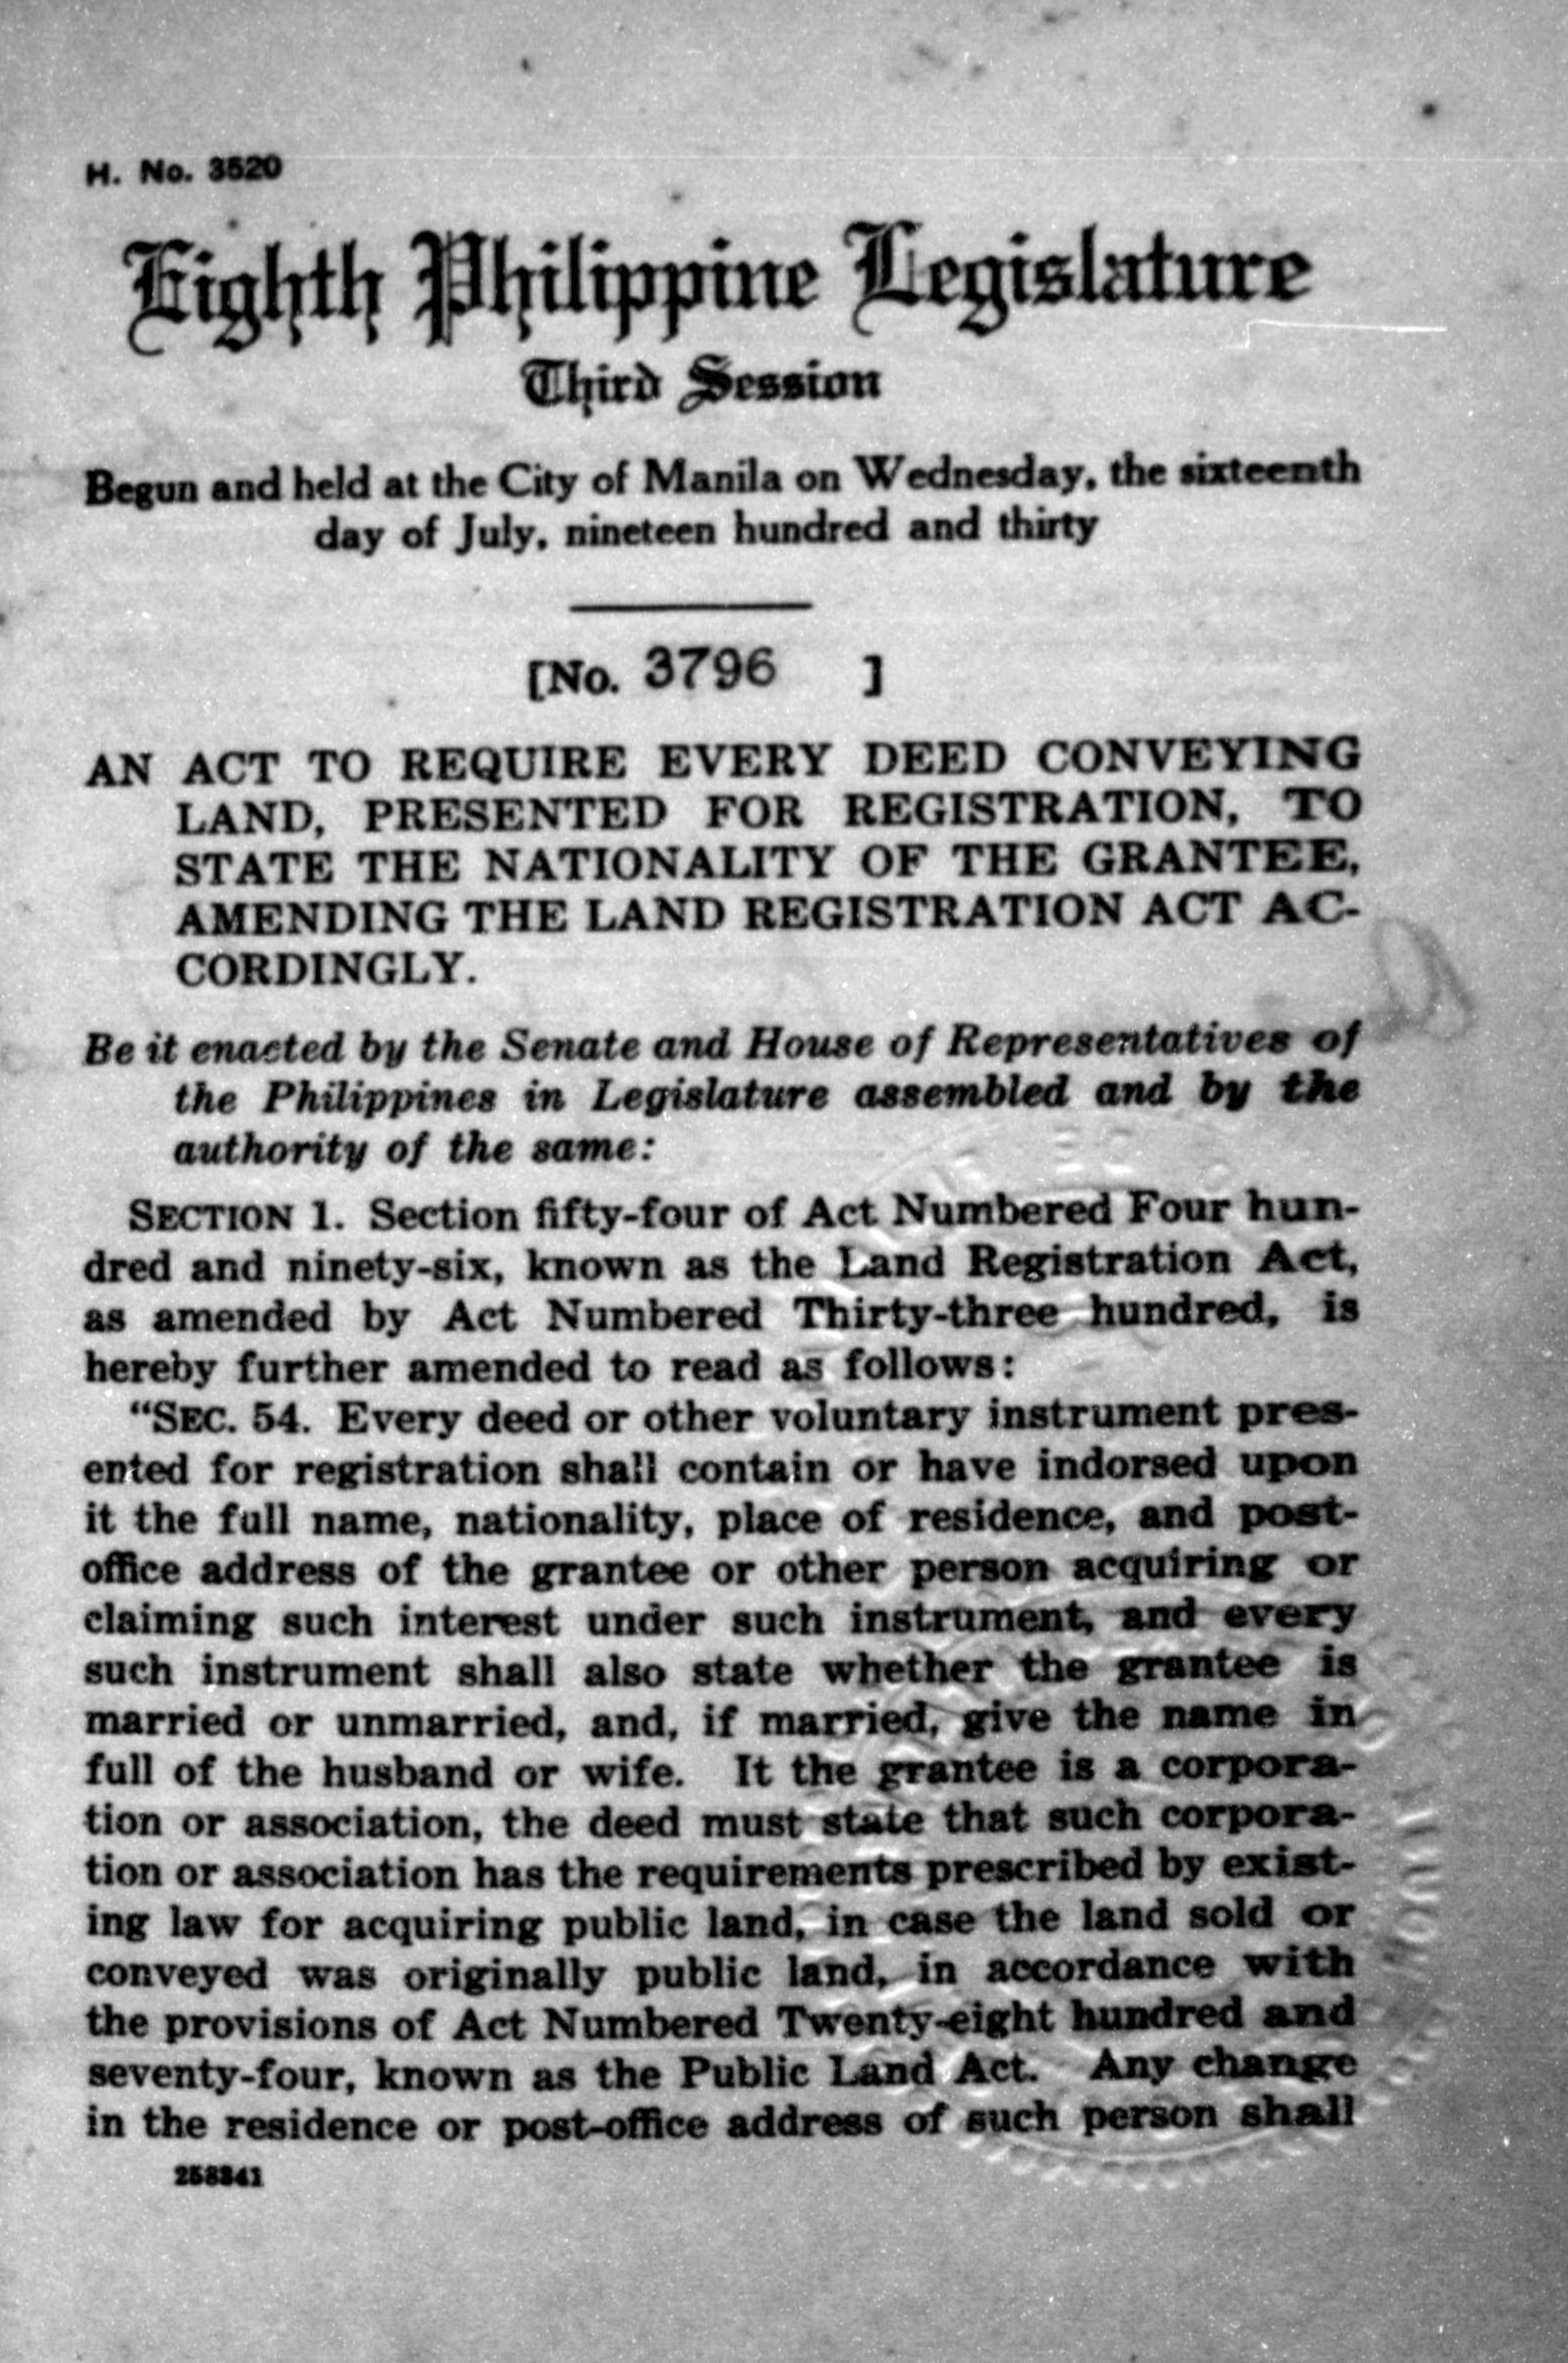 H. No. 3520
Eighth Philippine Legislature
Third Session
Begun and held at the City of Manila on Wednesday, the sixteenth
day of July, nineteen hundred and thirty
[No. 3796 ]
AN ACT TO REQUIRE EVERY DEED CONVEYING
LAND, PRESENTED FOR REGISTRATION, TO
STATE THE NATIONALITY OF THE GRANTEE,
AMENDING THE LAND REGISTRATION ACT AC-
CORDINGLY.
Be it enacted by the Senate and House of Representatives of
the Philippines in Legislature assembled and by the
authority of the same:
SECTION 1. Section fifty-four of Act Numbered Four hun-
dred and ninety-six, known as the Land Registration Act,
as amended by Act Numbered Thirty-three hundred, is
hereby further amended to read as follows:
"SEC. 54. Every deed or other voluntary instrument pres-
ented for registration shall contain or have indorsed upon
it the full name, nationality, place of residence, and post-
office address of the grantee or other person acquiring or
claiming such interest under such instrument, and every
such instrument shall also state whether the grantee is
married or unmarried, and, if married, give the name in
full of the husband or wife. It the grantee is a corpora-
tion or association, the deed must state that such corpora-
tion or association has the requirements prescribed by exist-
ing law for acquiring public land, in case the land sold or
conveyed was originally public land, in accordance with
the provisions of Act Numbered Twenty-eight hundred and
seventy-four, known as the Public Land Act. Any change
in the residence or post-office address of such person shall
258341